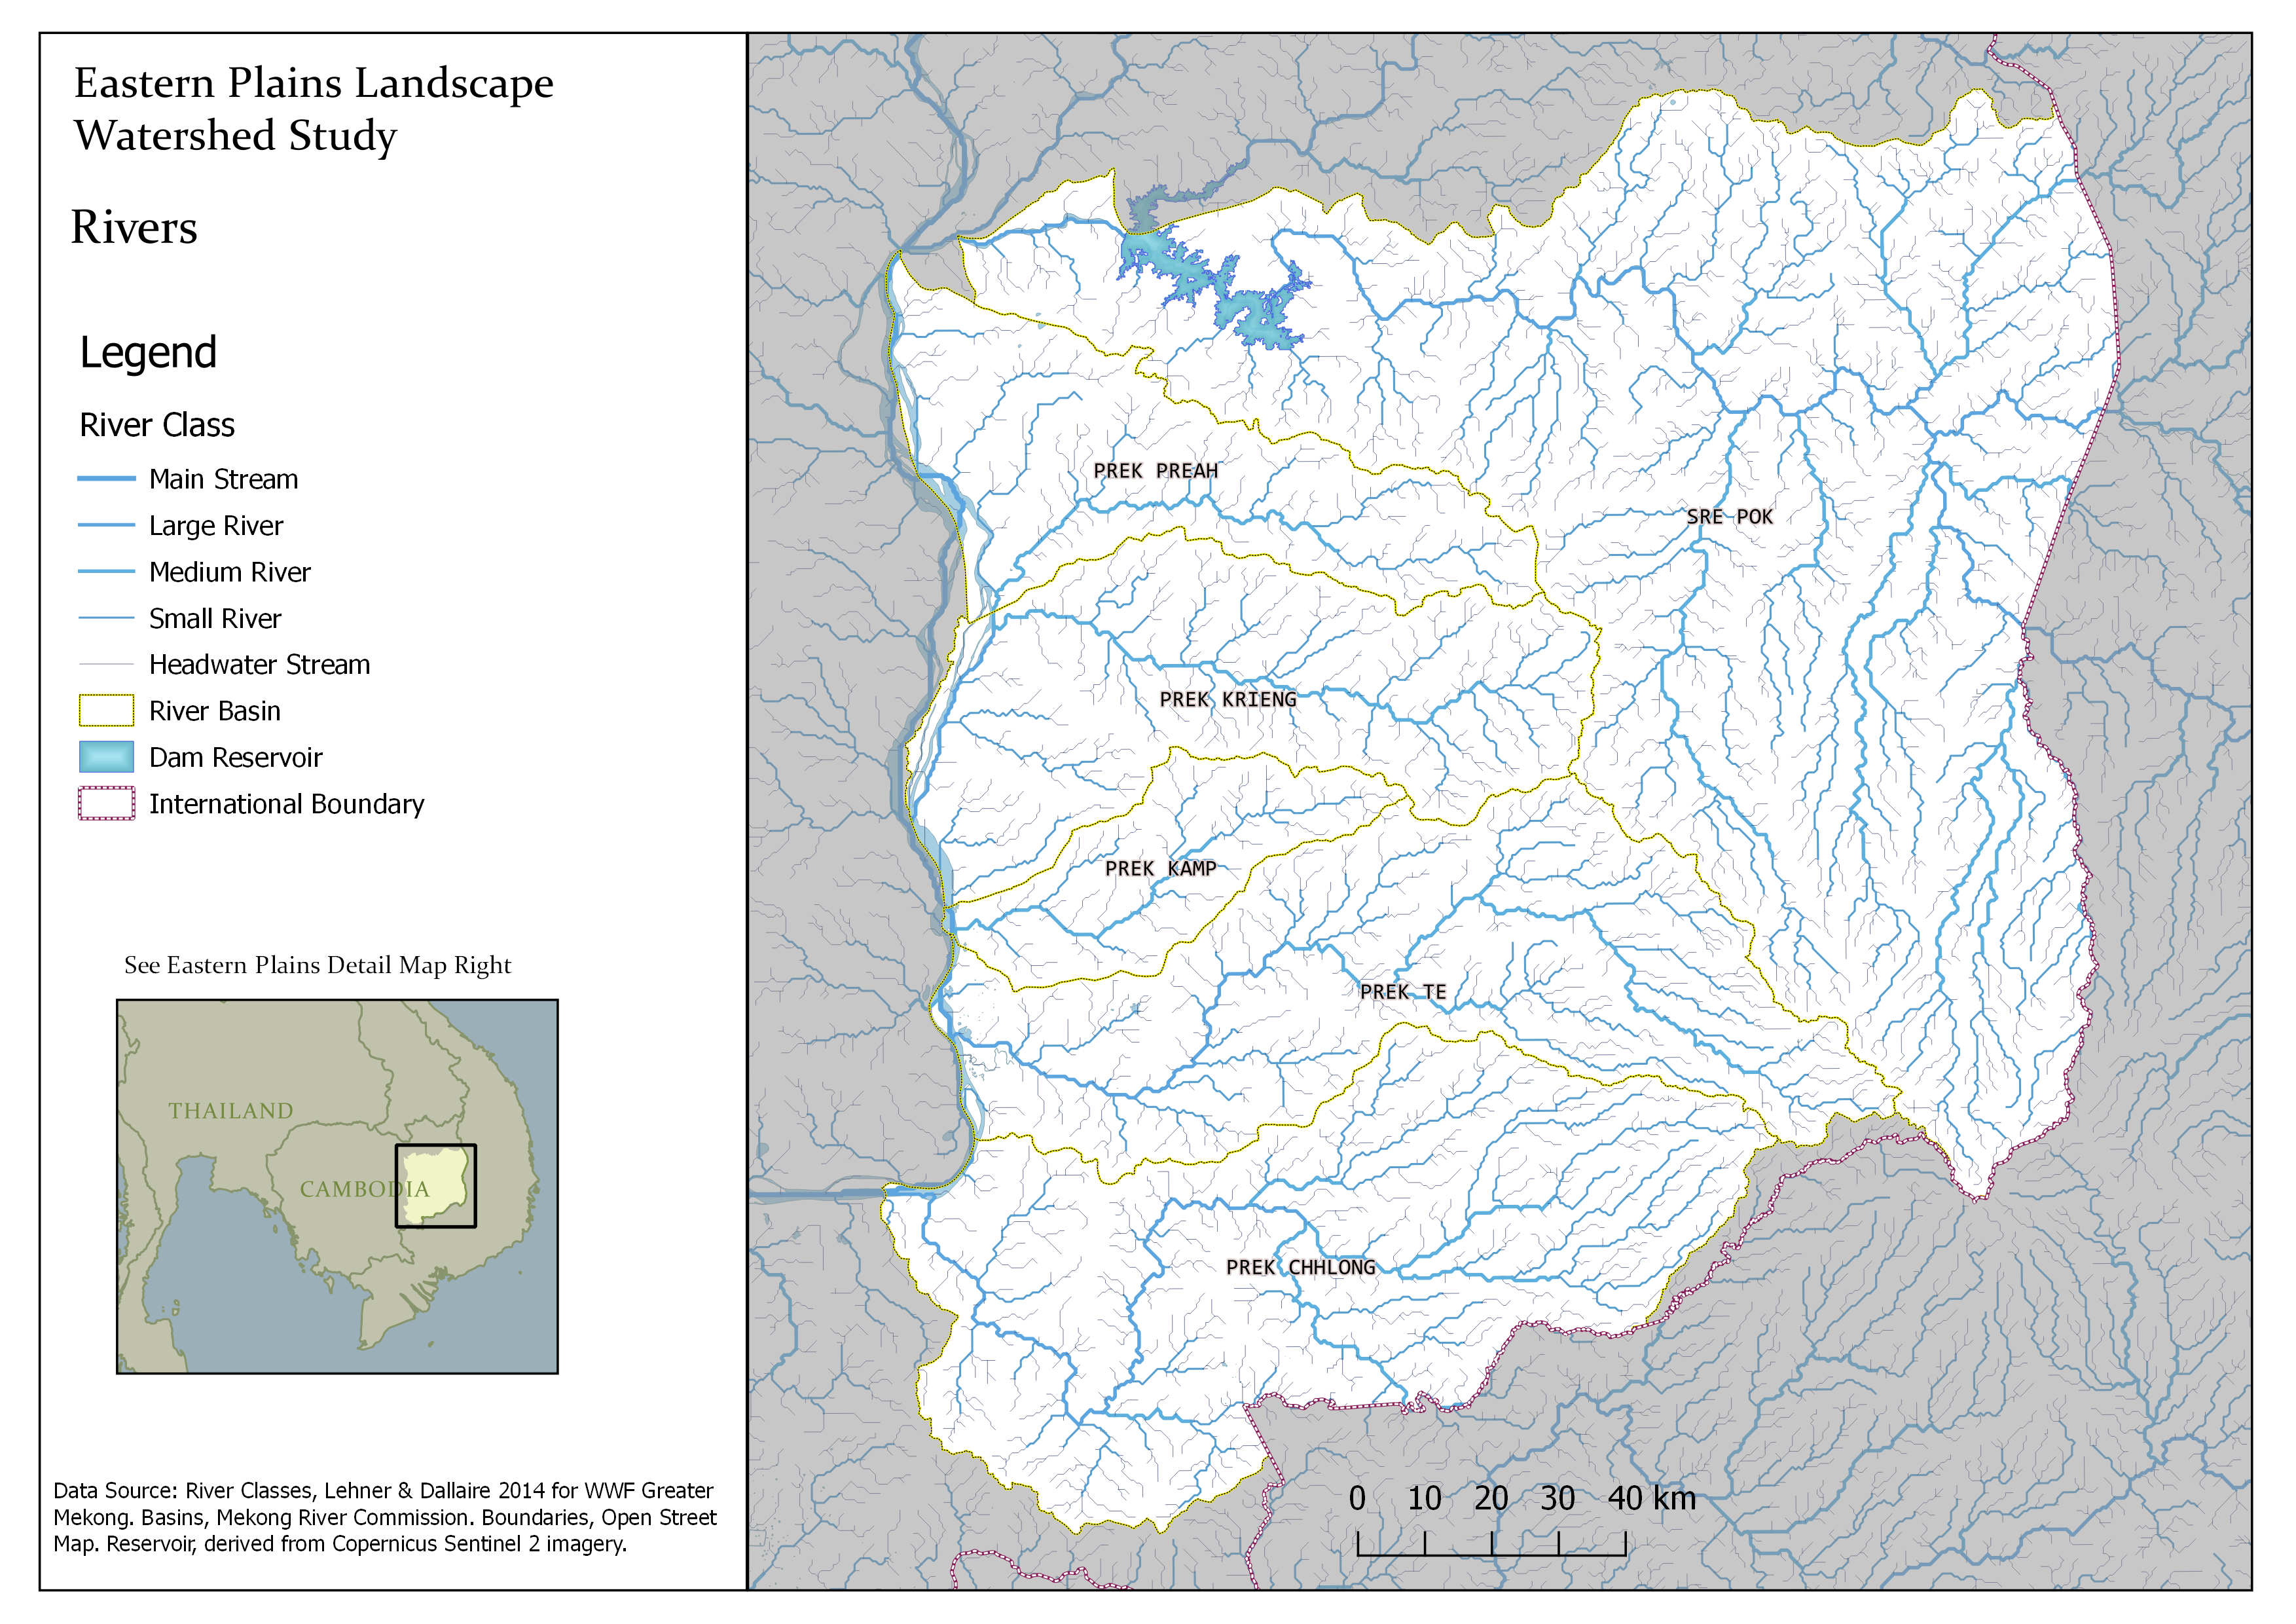 Eastern Plains Landscape
Watershed Study
Rivers
Legend
River Class
Main Stream
Large River
Medium River
Small River
Headwater Stream
River Basin
Dam Reservoir
International Boundary
See Eastern Plains Detail Map Right
THAILAND
CAMBODIA
Data Source: River Classes, Lehner & Dallaire 2014 for WWF Greater
Mekong. Basins, Mekong River Commission. Boundaries, Open Street
Map. Reservoir, derived from Copernicus Sentinel 2 imagery.
PREK PREAH
SRE POK
PREK KRIENG
PREK KAMP
PREK TE
PREK CHHLONG
0 10 20 30 40 km